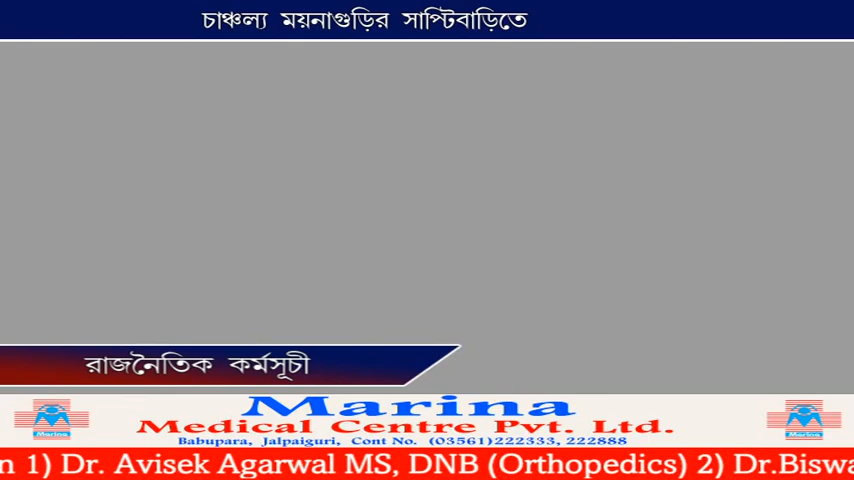 চাঞ্চল্য ময়নাগুড়ির সাপ্টিবাড়িতে
রাজনৈতিক কর্মসূচী
Marina
Medical Centre Pvt. Ltd.
Babupara, Jalpaiguri, Cont No. (03561)222333, 222888
Marina
Marina
n 1) Dr. Avisek Agarwal MS, DNB (Orthopedics) 2) Dr.Biswa